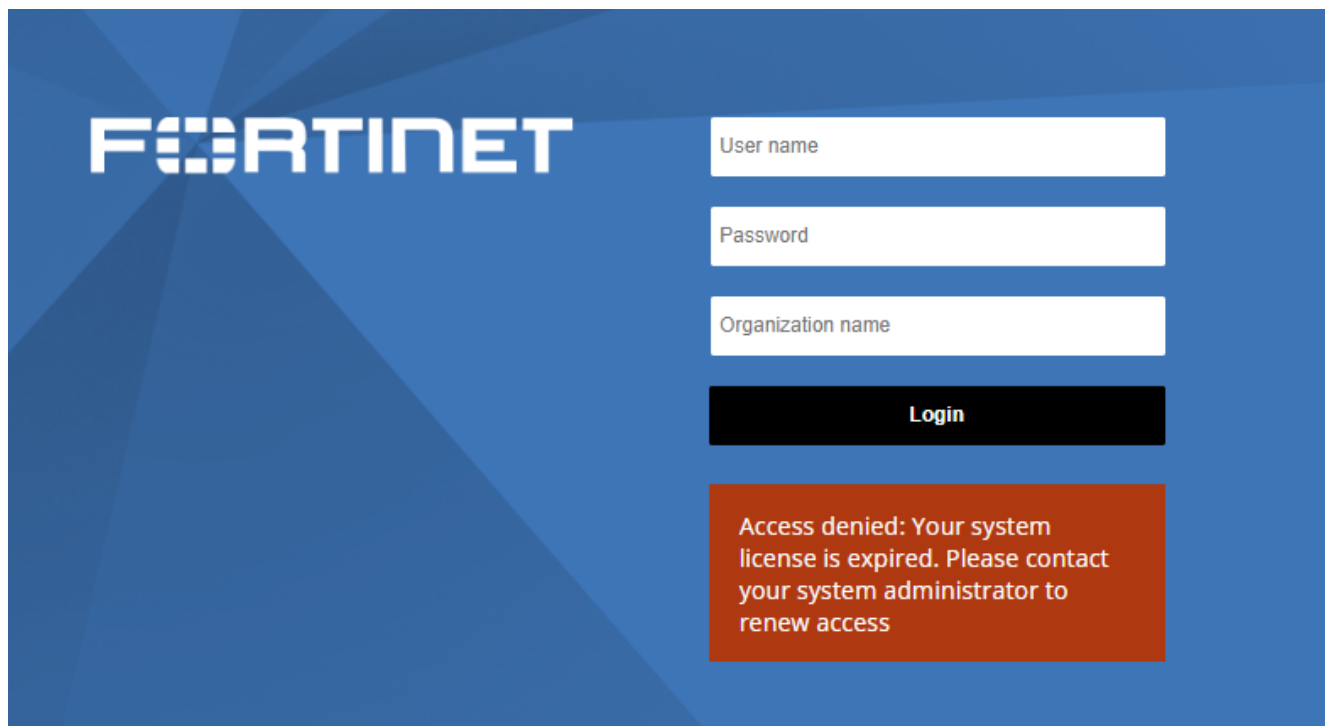 FORTINET
User name
Password
Organization name
Login
Access denied: Your system
license is expired. Please contact
your system administrator to
renew access